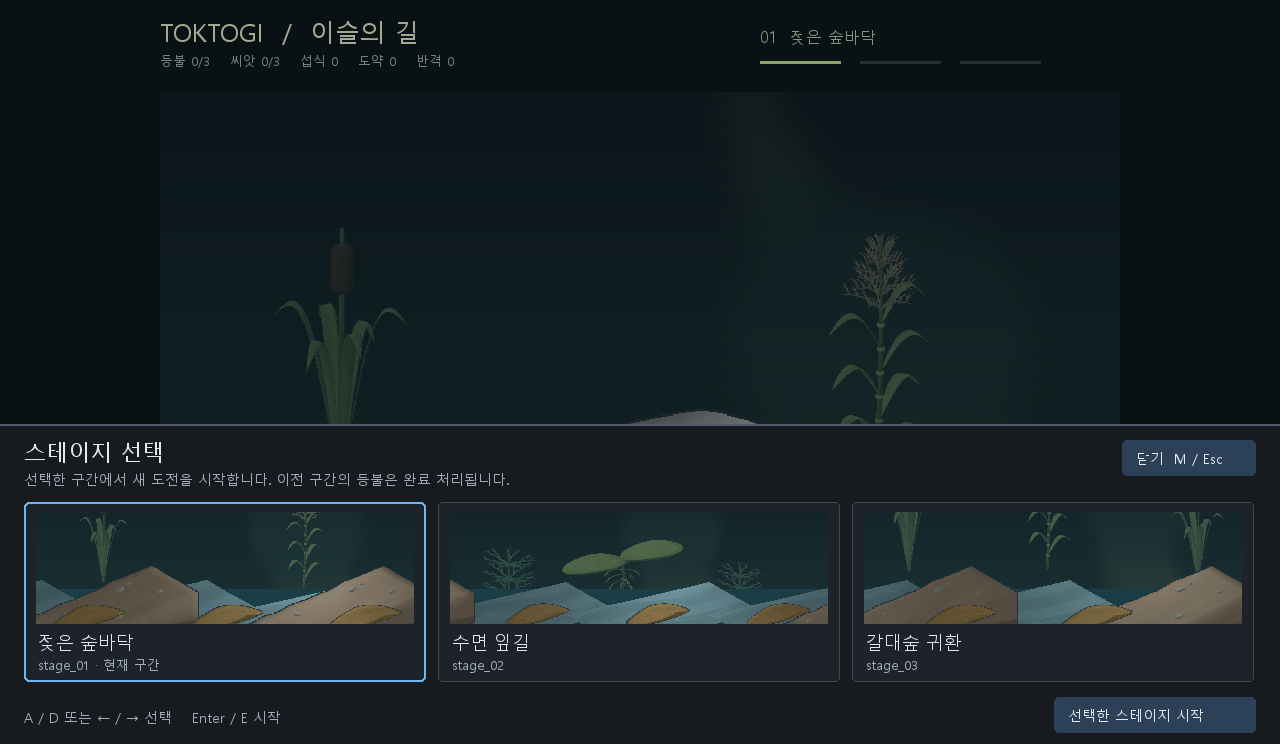 TOKTOGI / 이슬의 길
등불 0/3 씨앗 0/3 섭식 0 도약 0 반격 0
01 젖은 숲바닥
스테이지 선택
선택한 구간에서 새 도전을 시작합니다. 이전 구간의 등불은 완료 처리됩니다.
닫기 M / Esc
젖은 숲바닥
stage_01 · 현재 구간
수면 잎길
stage_02
갈대숲 귀환
stage_03
A / D 또는 ← / → 선택 Enter / E 시작
선택한 스테이지 시작